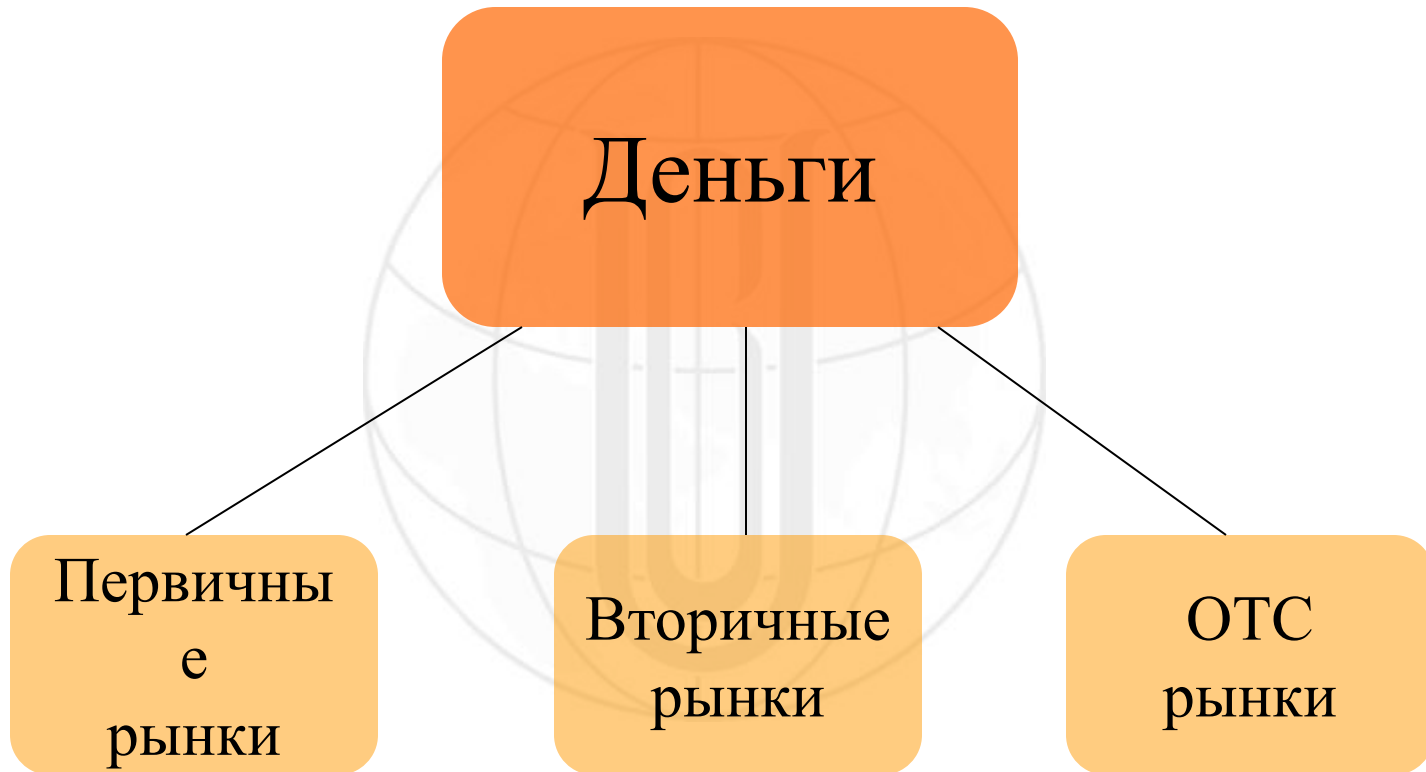 Деньги
Первичны
е
рынки
Вторичные
рынки
ОТС
рынки